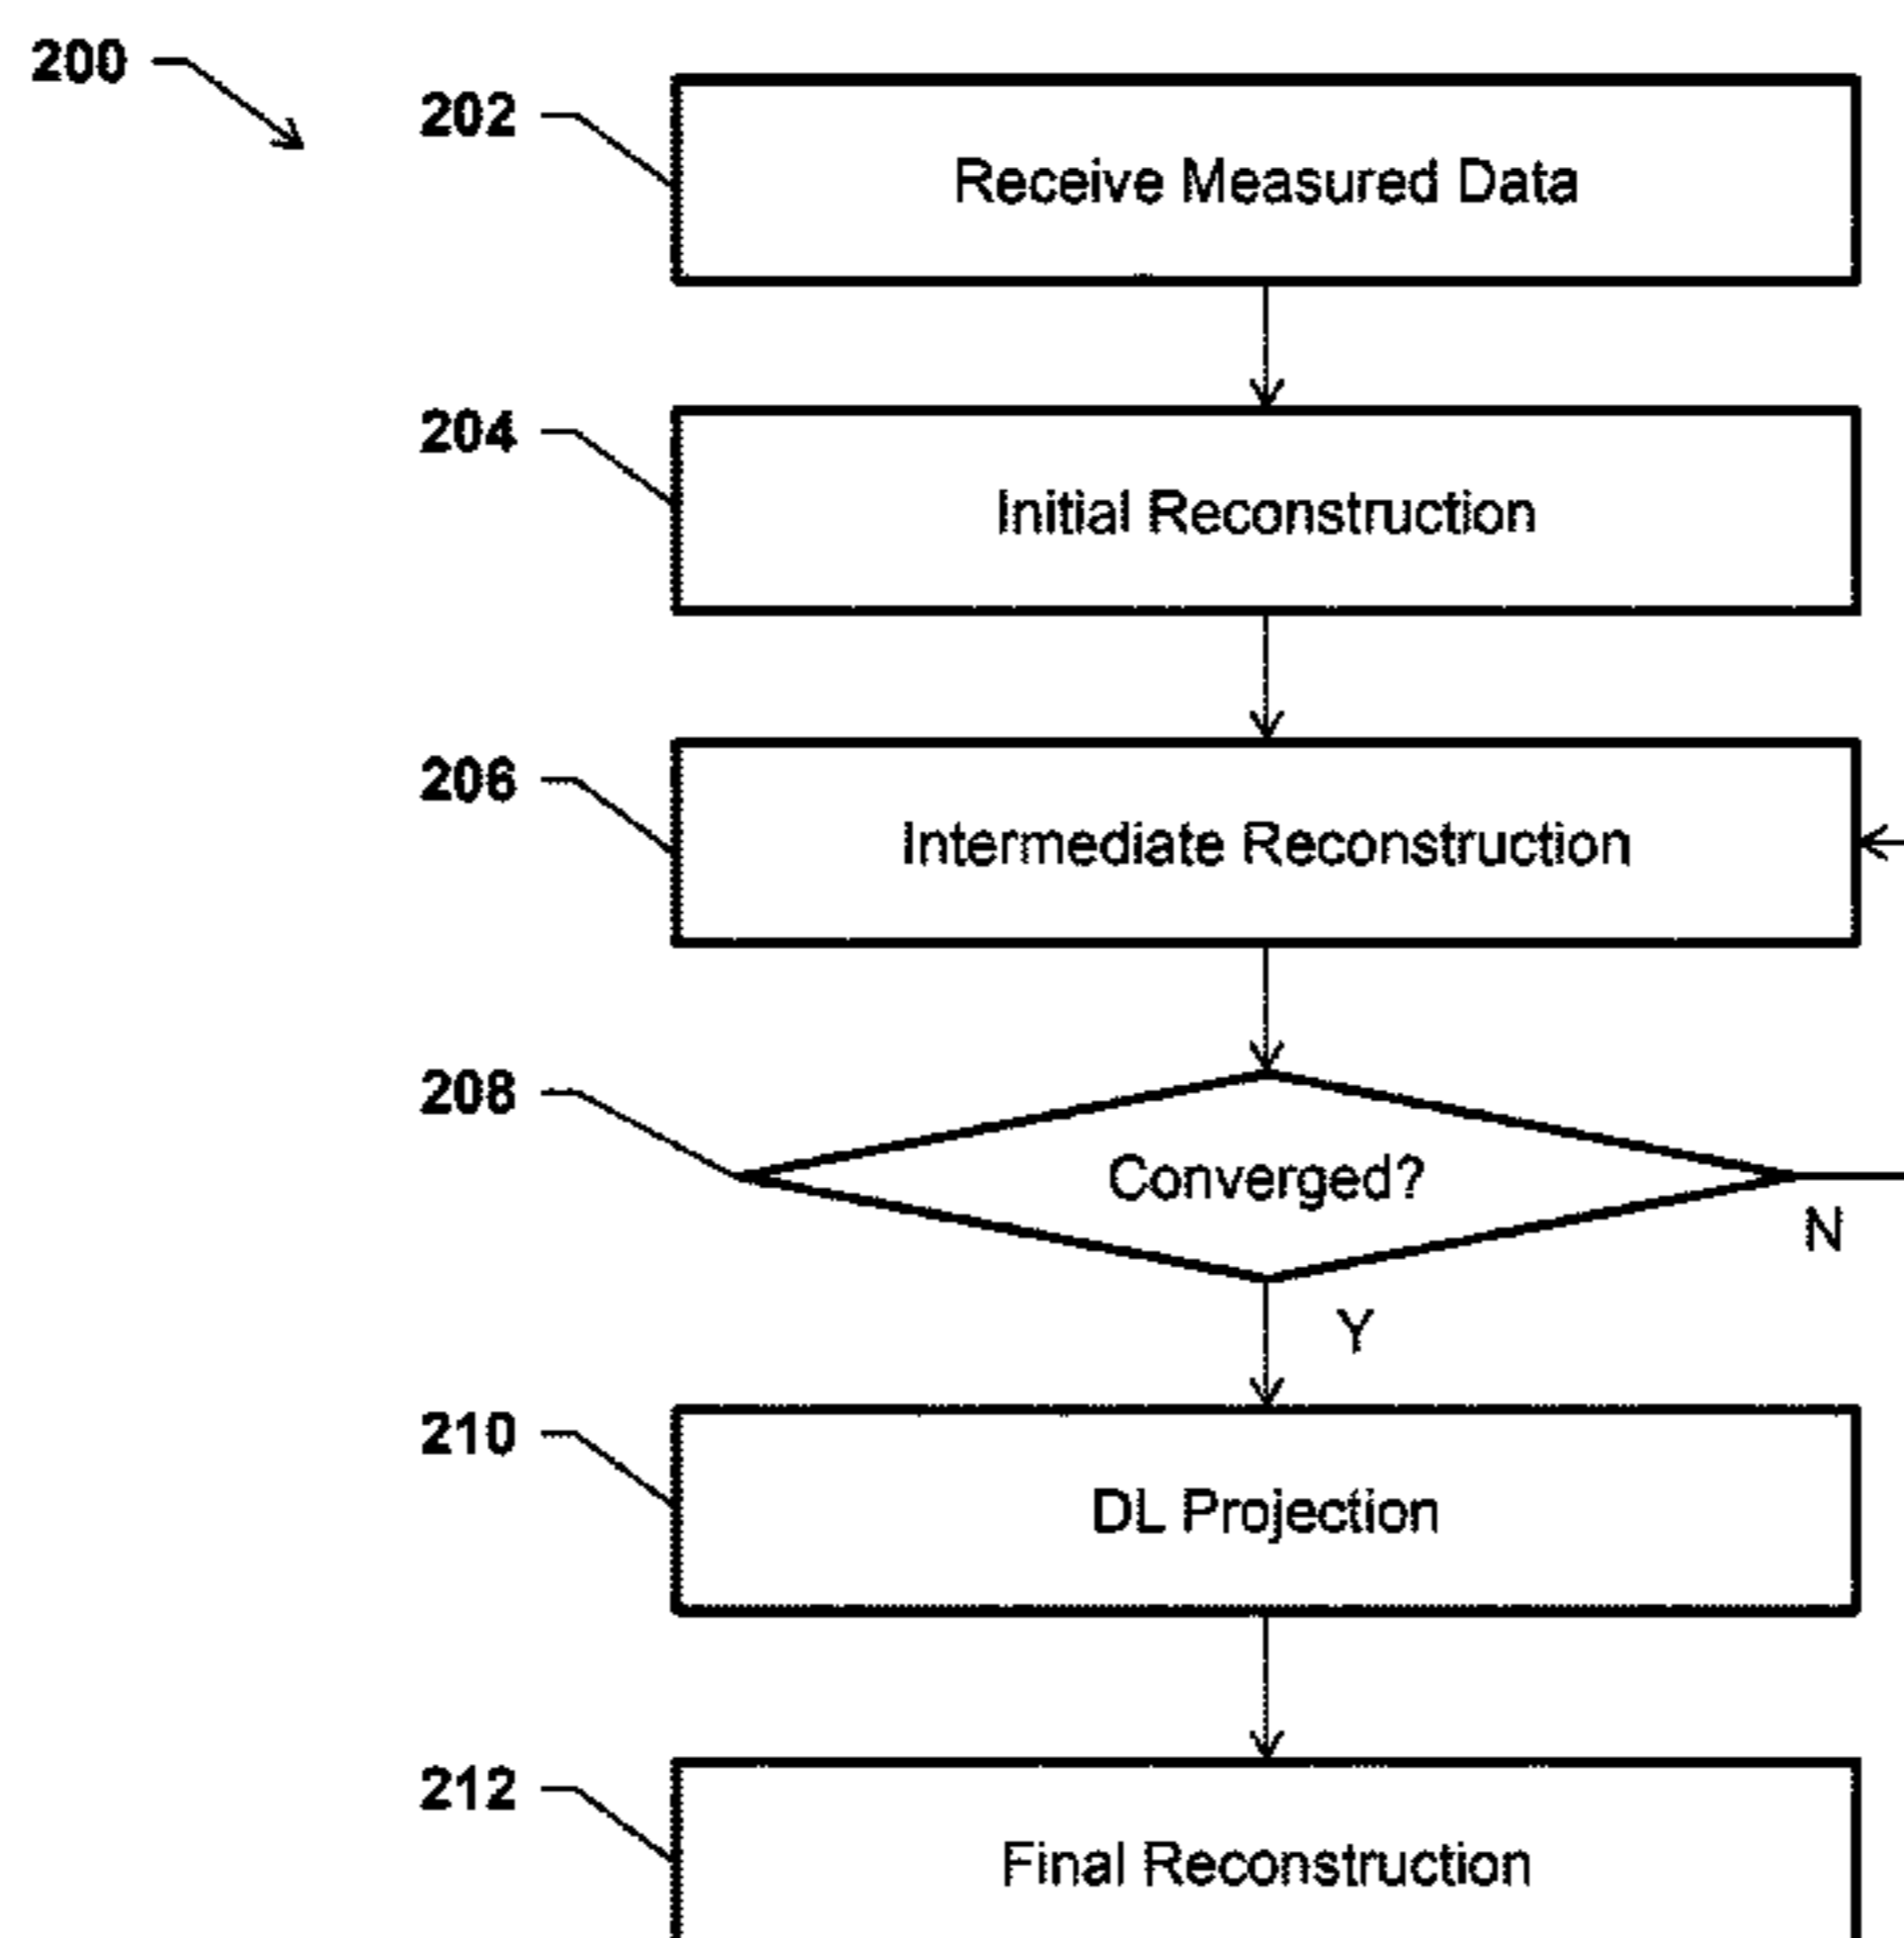 200
202
Receive Measured Data
204
Initial Reconstruction
206
Intermediate Reconstruction
208
Converged?
N
Y
210
DL Projection
212
Final Reconstruction